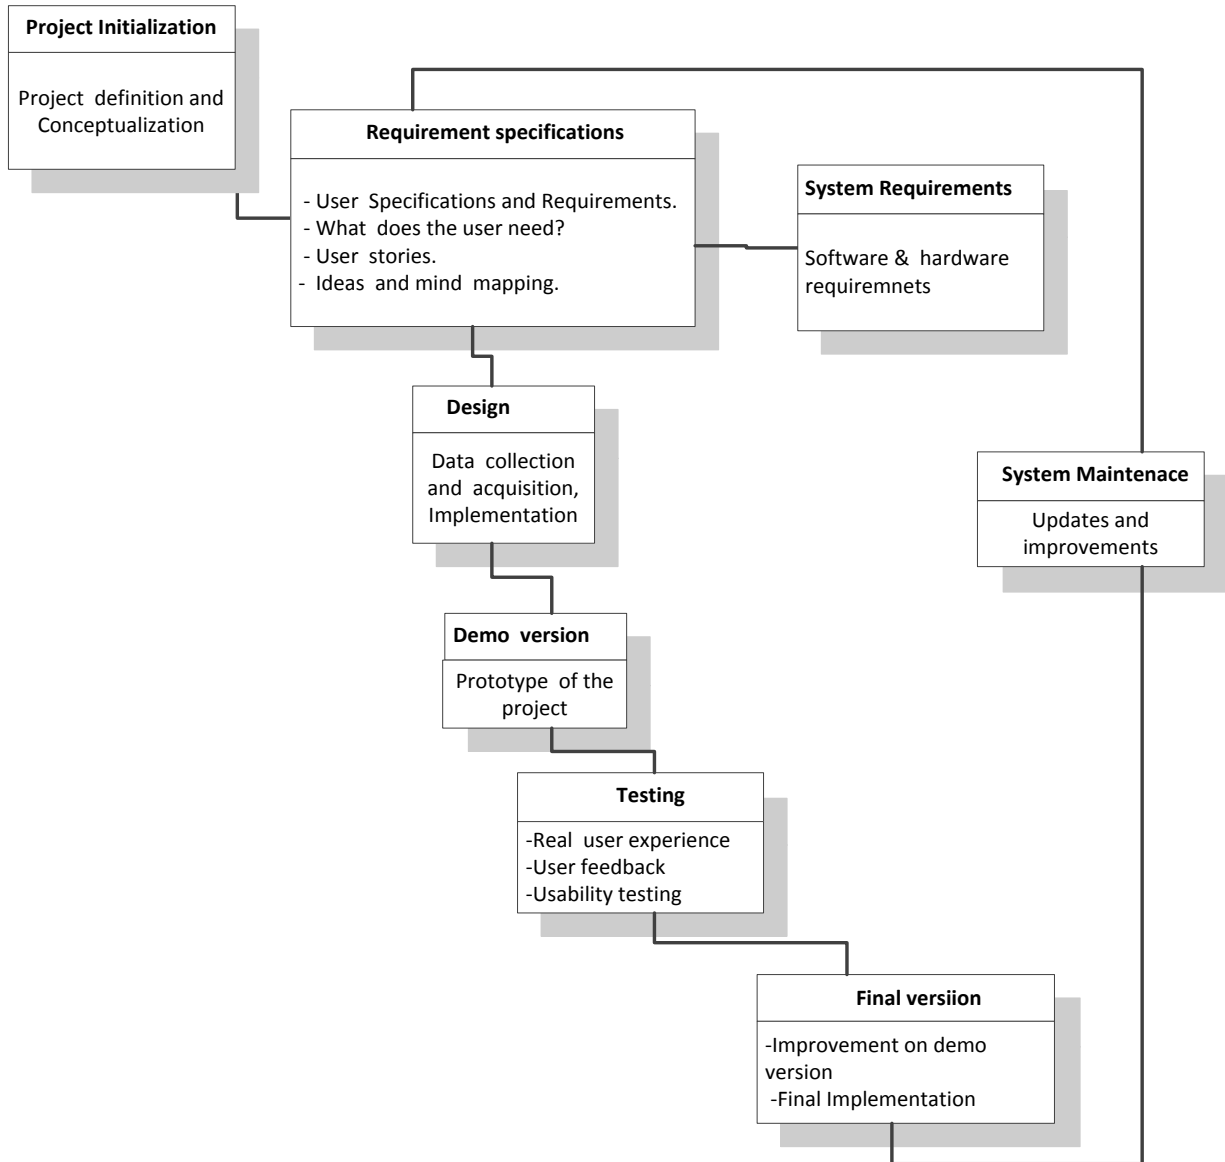 Project Initialization
Project definition and
Conceptualization
Requirement specifications
- User Specifications and Requirements.
- What does the user need?
- User stories.
- Ideas and mind mapping.
System Requirements
Software & hardware
requiremnets
Design
Data collection
and acquisition,
Implementation
System Maintenace
Updates and
improvements
Demo version
Prototype of the
project
Testing
-Real user experience
-User feedback
-Usability testing
Final versiion
-Improvement on demo
version
-Final Implementation